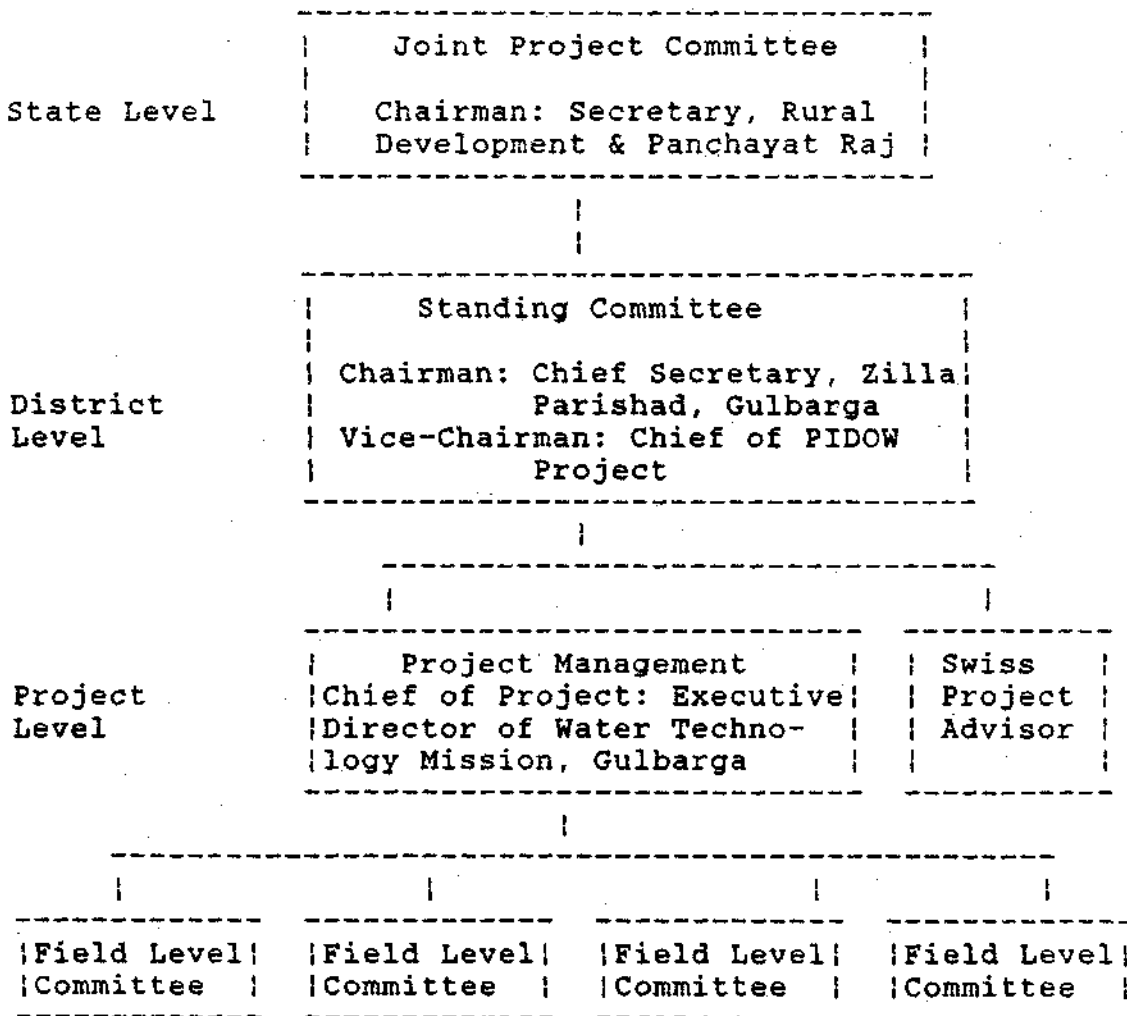 Joint Project Committee
State Level
Chairman: Secretary, Rural
Development & Panchayat Raj
Standing Committee
Chairman: Chief Secretary, Zilla
Parishad, Gulbarga
District
Level
Vice-Chairman: Chief of PIDOW
Project
Project Management
Chief of Project: Executive
Director of Water Techno-
logy Mission, Gulbarga
Project
Level
Swiss
Project
Advisor
Field Level
Committee
Field Level
Committee
Field Level
Committee
Field Level
Committee